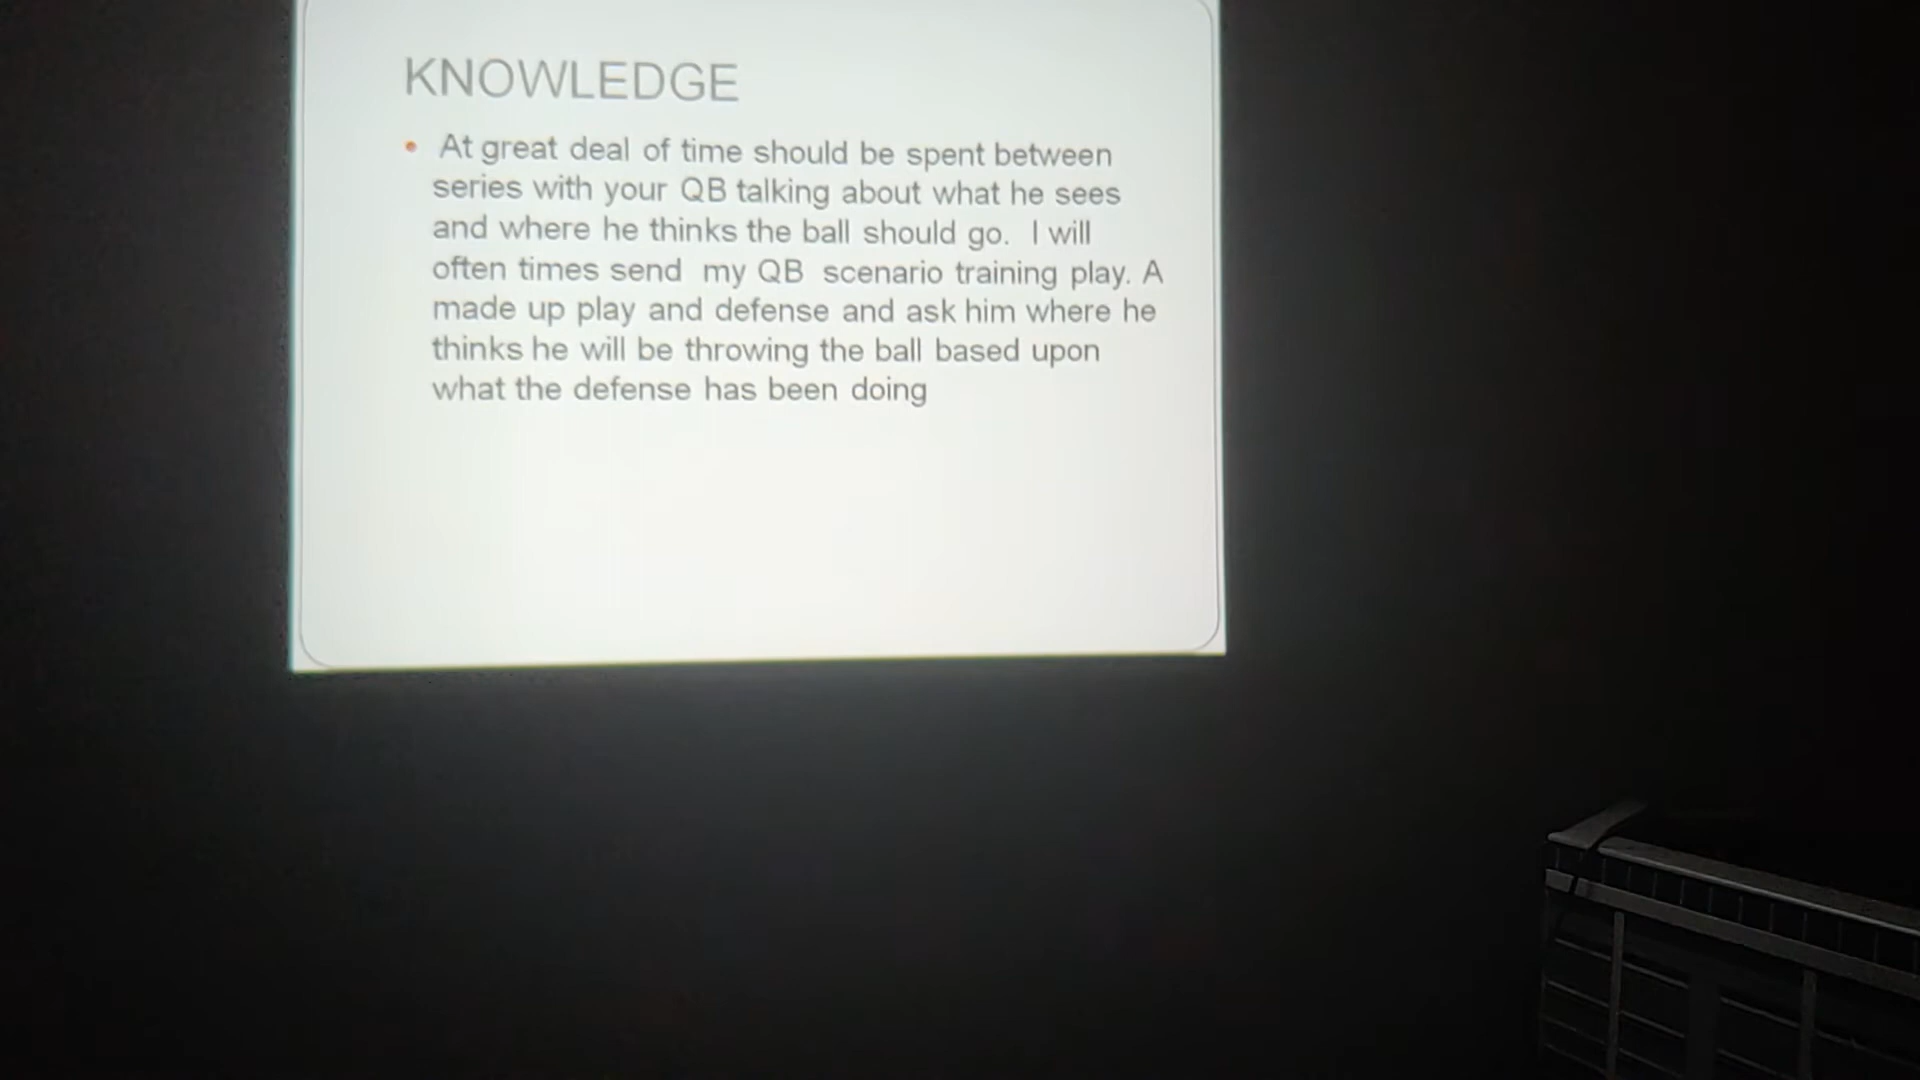 KNOWLEDGE
• At great deal of time should be spent between
series with your QB talking about what he sees
and where he thinks the ball should go. I will
often times send my QB scenario training play. A
made up play and defense and ask him where he
thinks he will be throwing the ball based upon
what the defense has been doing